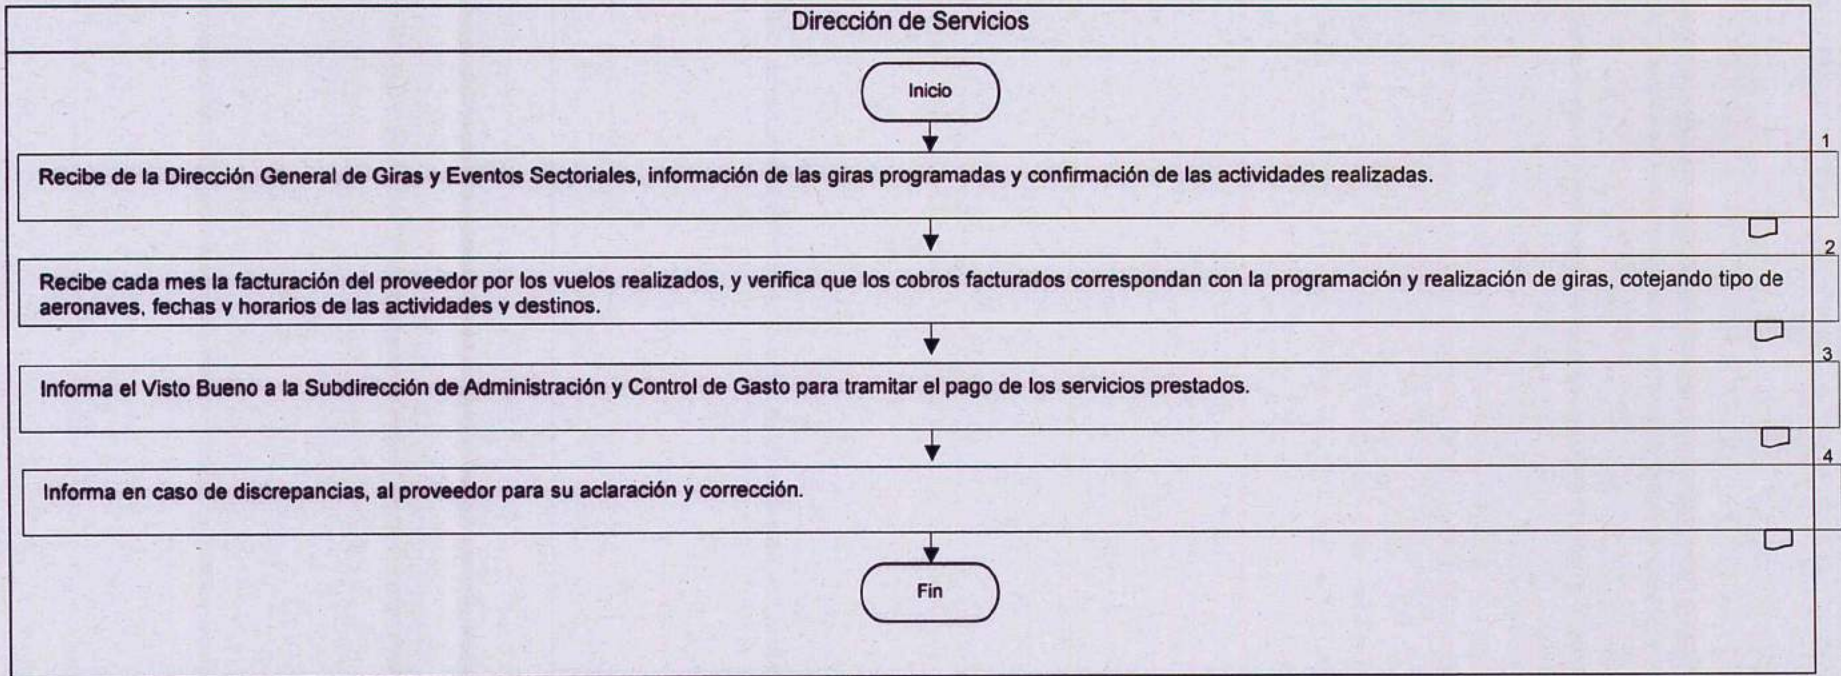 Dirección de Servicios
Inicio
1
Recibe de la Dirección General de Giras y Eventos Sectoriales, información de las giras programadas y confirmación de las actividades realizadas.
2
Recibe cada mes la facturación del proveedor por los vuelos realizados, y verifica que los cobros facturados correspondan con la programación y realización de giras, cotejando tipo de
aeronaves, fechas y horarios de las actividades y destinos.
3
Informa el Visto Bueno a la Subdirección de Administración y Control de Gasto para tramitar el pago de los servicios prestados.
4
Informa en caso de discrepancias, al proveedor para su aclaración y corrección.
Fin